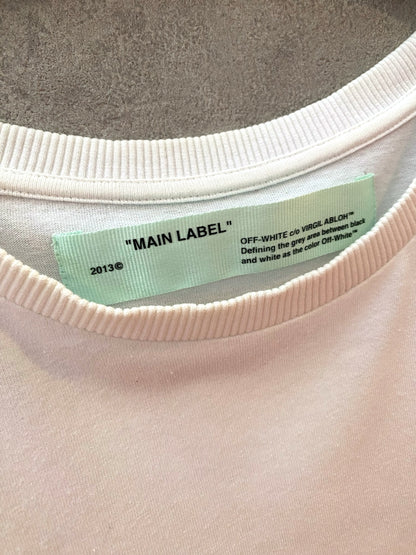 "MAIN LABEL"
2013©
OFF-WHITE c/o VIRGIL ABLOH™
Defining the grey area between black
and white as the color Off-White™